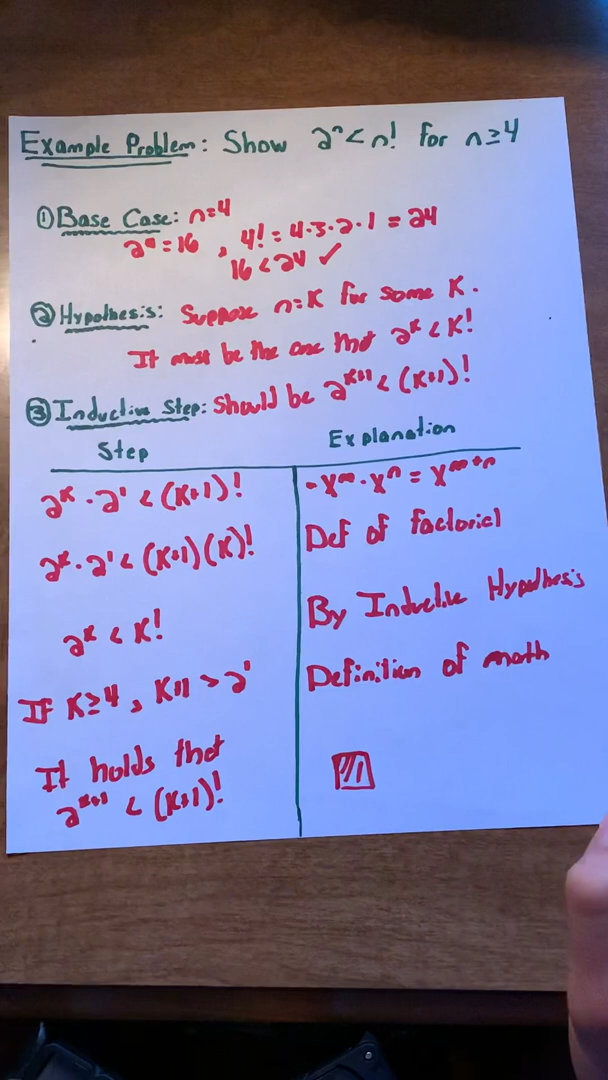 Example Problem: Show 2ⁿ < n! for n ≥ 4
① Base Case: n=4
2ⁿ = 16 , 4! = 4·3·2·1 = 24
16 < 24 ✓
② Hypothesis: Suppose n=K for some K.
It must be the one that 2ᴷ < K!
③ Inductive Step: Should be 2ᴷ⁺¹ < (K+1)!
Step Explanation
2ᴷ · 2¹ < (K+1)! - xᵐ · xⁿ = xᵐ⁺ⁿ
2ᴷ · 2¹ < (K+1)(K)! Def of factorial
2ᴷ < K! By Inductive Hypothesis
If K ≥ 4, K+1 > 2¹ Definition of math
It holds that
2ᴷ⁺¹ < (K+1)!